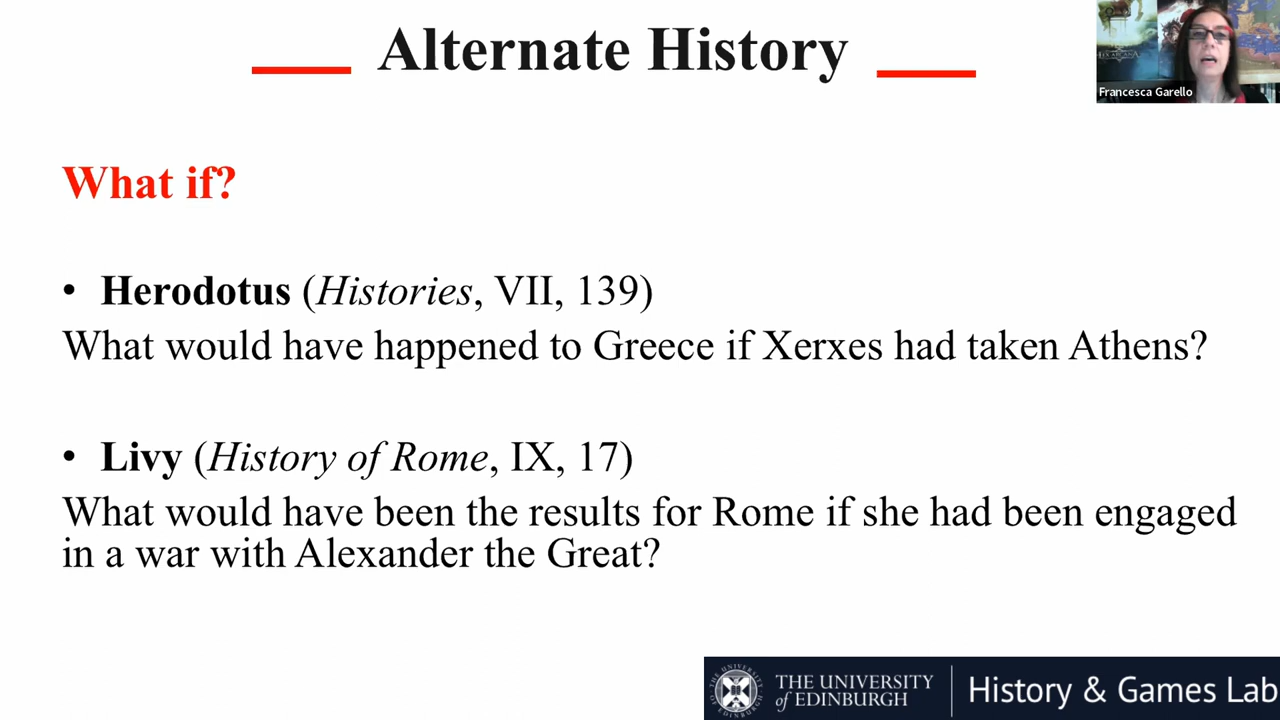 Alternate History
Francesca Garello
What if?
• Herodotus (Histories, VII, 139)
What would have happened to Greece if Xerxes had taken Athens?
• Livy (History of Rome, IX, 17)
What would have been the results for Rome if she had been engaged
in a war with Alexander the Great?
THE UNIVERSITY
of EDINBURGH
History & Games Lab